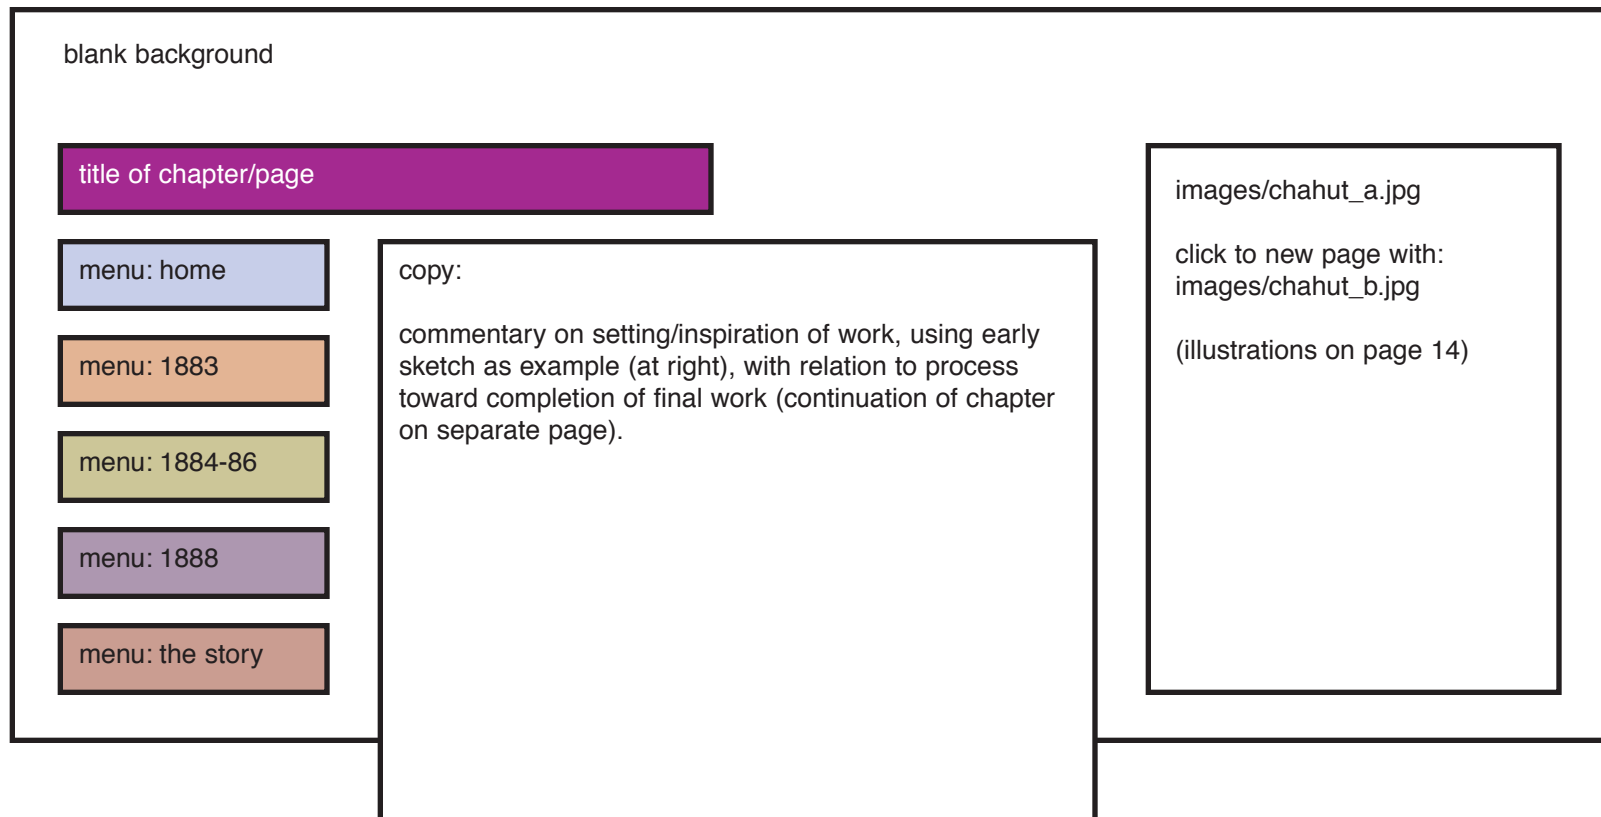 blank background
title of chapter/page
menu: home
menu: 1883
menu: 1884-86
menu: 1888
menu: the story
copy:
commentary on setting/inspiration of work, using early
sketch as example (at right), with relation to process
toward completion of final work (continuation of chapter
on separate page).
images/chahut_a.jpg
click to new page with:
images/chahut_b.jpg
(illustrations on page 14)